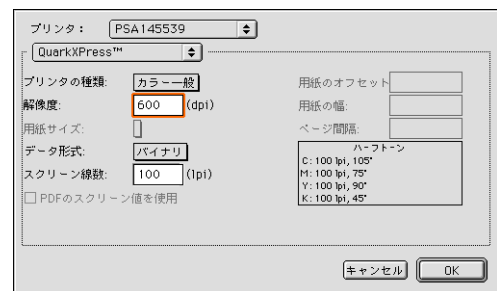 プリンタ： PSA145539
QuarkXPress™
プリンタの種類: カラー一般
解像度: 600 (dpi)
用紙サイズ:
データ形式: バイナリ
スクリーン線数: 100 (lpi)
PDFのスクリーン値を使用
用紙のオフセット
用紙の幅:
ページ間隔:
ハーフトーン
C: 100 lpi, 105°
M: 100 lpi, 75°
Y: 100 lpi, 90°
K: 100 lpi, 45°
キャンセル OK